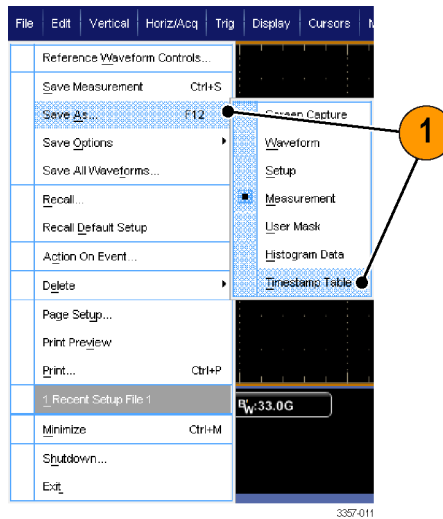 File Edit Vertical Horiz/Acq Trig Display Cursors
Reference Waveform Controls...
Save Measurement Ctrl+S
Save As... F12
Screen Capture
Save Options
Waveform
Save All Waveforms...
Setup
Recall...
Measurement
Recall Default Setup
User Mask
Action On Event...
Histogram Data
Delete
Timestamp Table
Page Setup...
Print Preview
Print... Ctrl+P
1 Recent Setup File 1
BW:33.0G
Minimize Ctrl+M
Shutdown...
Exit
1
3357-011